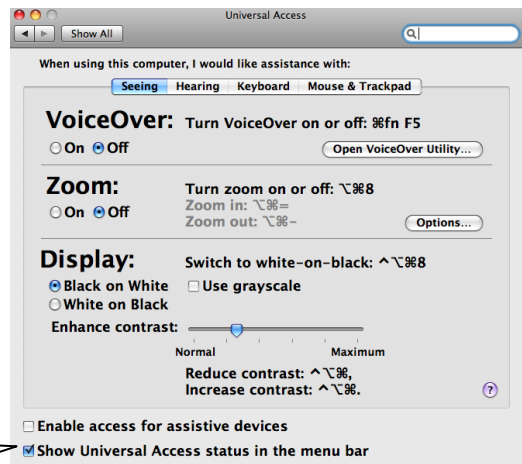 Universal Access
Show All
When using this computer, I would like assistance with:
Seeing Hearing Keyboard Mouse & Trackpad
VoiceOver: Turn VoiceOver on or off: ⌘fn F5
On Off Open VoiceOver Utility...
Zoom: Turn zoom on or off: ⌥⌘8
On Off Zoom in: ⌥⌘=
Zoom out: ⌥⌘- Options...
Display: Switch to white-on-black: ^⌥⌘8
Black on White Use grayscale
White on Black
Enhance contrast:
Normal Maximum
Reduce contrast: ^⌥⌘,
Increase contrast: ^⌥⌘.
?
Enable access for assistive devices
Show Universal Access status in the menu bar